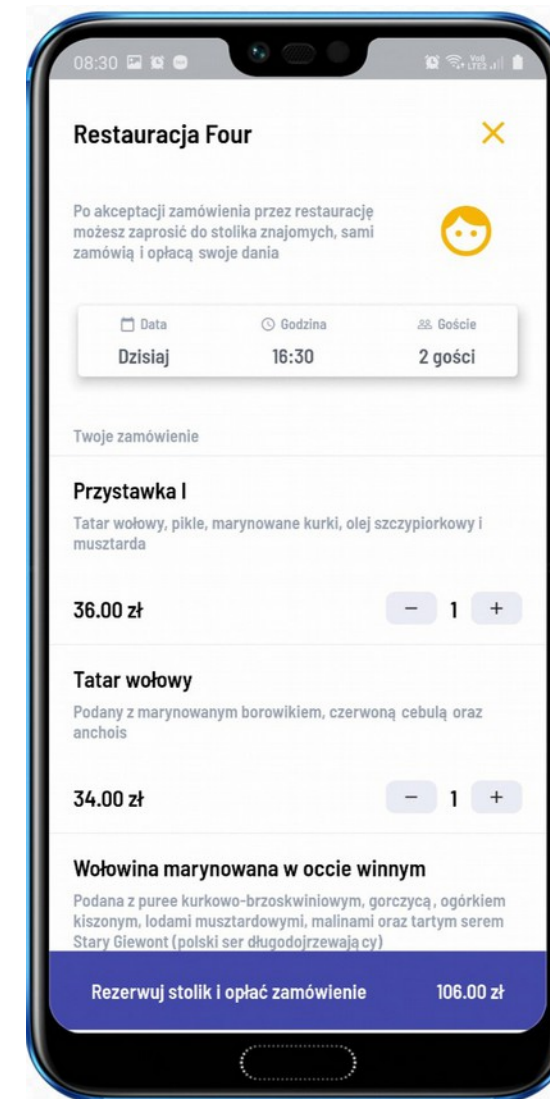 08:30
VoB
LTE2
Restauracja Four
Po akceptacji zamówienia przez restaurację
możesz zaprosić do stolika znajomych, sami
zamówią i opłacą swoje dania
Data Godzina Goście
Dzisiaj 16:30 2 gości
Twoje zamówienie
Przystawka I
Tatar wołowy, pikle, marynowane kurki, olej szczypiorkowy i
musztarda
36.00 zł − 1 +
Tatar wołowy
Podany z marynowanym borowikiem, czerwoną cebulą oraz
anchois
34.00 zł − 1 +
Wołowina marynowana w occie winnym
Podana z puree kurkowo-brzoskwiniowym, gorczycą, ogórkiem
kiszonym, lodami musztardowymi, malinami oraz tartym serem
Stary Giewont (polski ser długodojrzewający)
Rezerwuj stolik i opłać zamówienie 106.00 zł